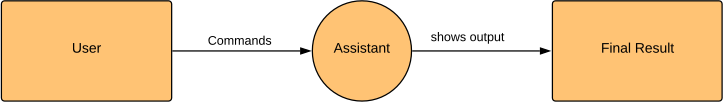 User
Commands
Assistant
shows output
Final Result